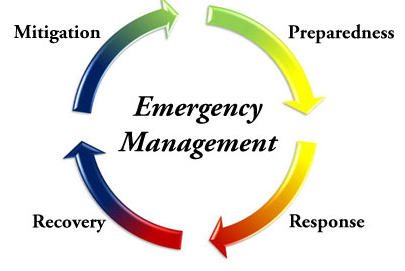 Mitigation
Preparedness
Emergency
Management
Recovery
Response